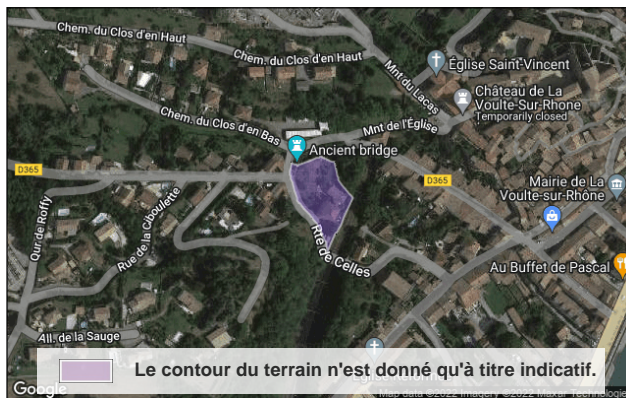 Chem. du Clos d'en Haut
Chem. du Clos d'en Haut
Mnt du Lacas
Église Saint-Vincent
Château de La
Voulte-Sur-Rhone
Temporarily closed
Chem. du Clos d'en Bas
Mnt de l'Église
Ancient bridge
D365
D365
Mairie de La
Voulte-sur-Rhône
Qur de Roffy
Rue de la Ciboulette
Rte de Celles
Au Buffet de Pascal
All. de la Sauge
Le contour du terrain n'est donné qu'à titre indicatif.
Google
Map data ©2022 Imagery ©2022 Maxar Technologie